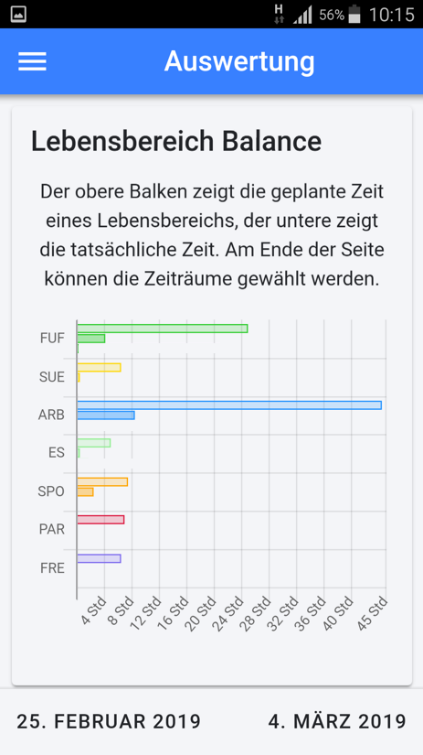 H
56%
10:15
Auswertung
Lebensbereich Balance
Der obere Balken zeigt die geplante Zeit
eines Lebensbereichs, der untere zeigt
die tatsächliche Zeit. Am Ende der Seite
können die Zeiträume gewählt werden.
FUF
SUE
ARB
ES
SPO
PAR
FRE
4 Std
8 Std
12 Std
16 Std
20 Std
24 Std
28 Std
32 Std
36 Std
40 Std
45 Std
25. FEBRUAR 2019
4. MÄRZ 2019